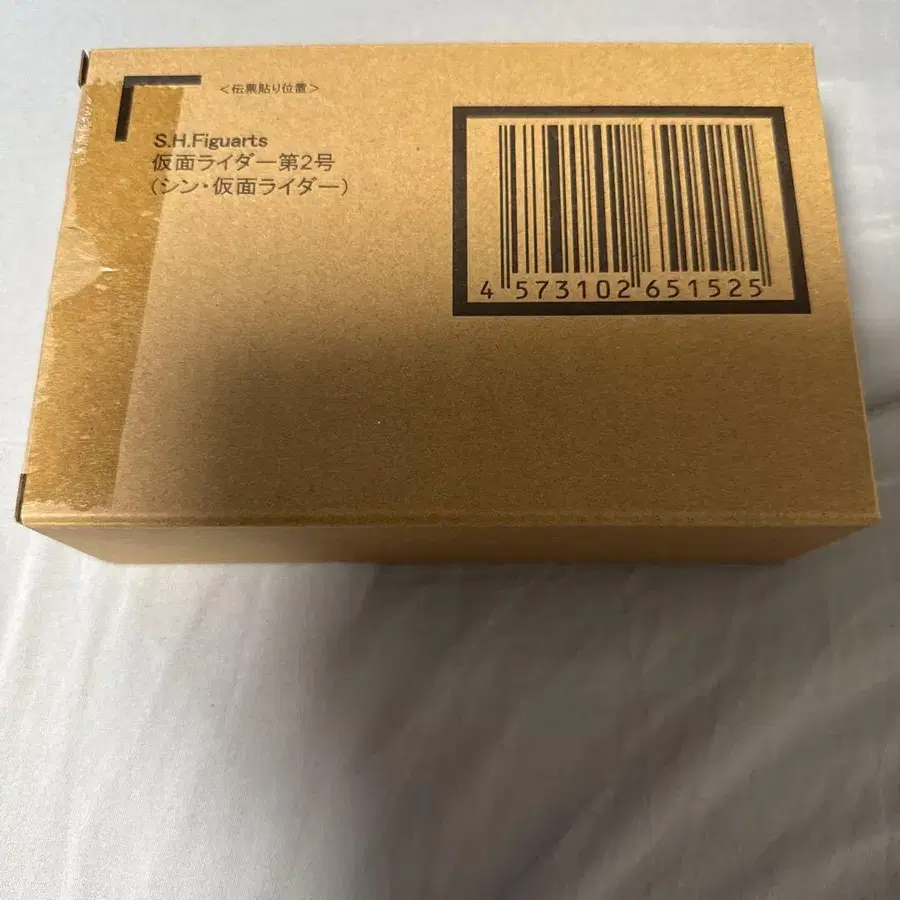 ＜伝票貼り位置＞
S.H.Figuarts
仮面ライダー第2号
（シン・仮面ライダー）
4 573102 651525